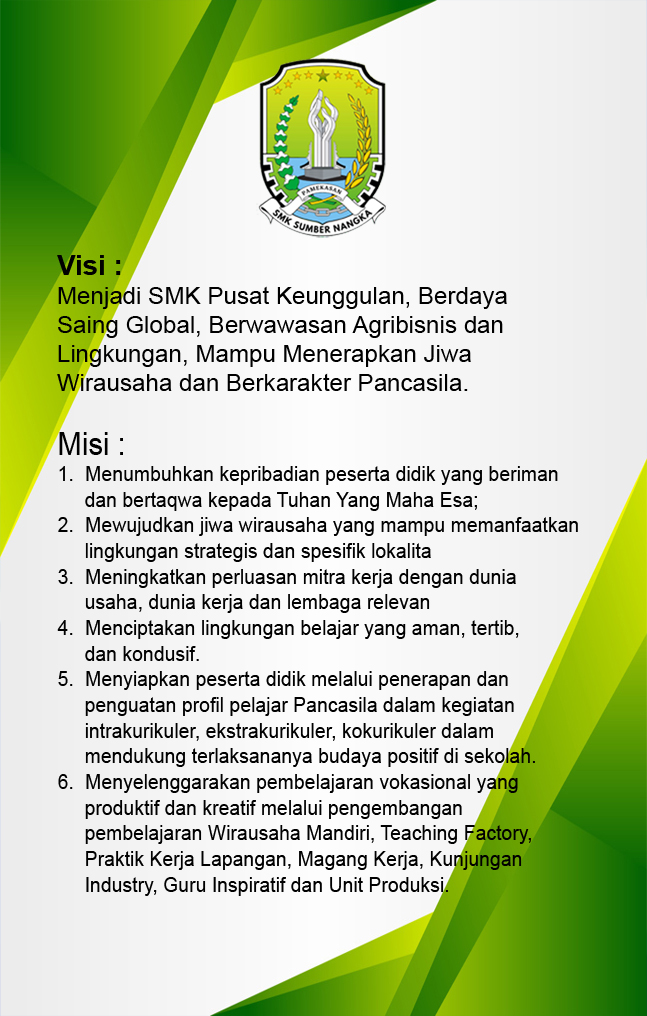 PAMEKASAN
SMK SUMBER NANGKA
Visi :
Menjadi SMK Pusat Keunggulan, Berdaya
Saing Global, Berwawasan Agribisnis dan
Lingkungan, Mampu Menerapkan Jiwa
Wirausaha dan Berkarakter Pancasila.
Misi :
1. Menumbuhkan kepribadian peserta didik yang beriman
dan bertaqwa kepada Tuhan Yang Maha Esa;
2. Mewujudkan jiwa wirausaha yang mampu memanfaatkan
lingkungan strategis dan spesifik lokalita
3. Meningkatkan perluasan mitra kerja dengan dunia
usaha, dunia kerja dan lembaga relevan
4. Menciptakan lingkungan belajar yang aman, tertib,
dan kondusif.
5. Menyiapkan peserta didik melalui penerapan dan
penguatan profil pelajar Pancasila dalam kegiatan
intrakurikuler, ekstrakurikuler, kokurikuler dalam
mendukung terlaksananya budaya positif di sekolah.
6. Menyelenggarakan pembelajaran vokasional yang
produktif dan kreatif melalui pengembangan
pembelajaran Wirausaha Mandiri, Teaching Factory,
Praktik Kerja Lapangan, Magang Kerja, Kunjungan
Industry, Guru Inspiratif dan Unit Produksi.